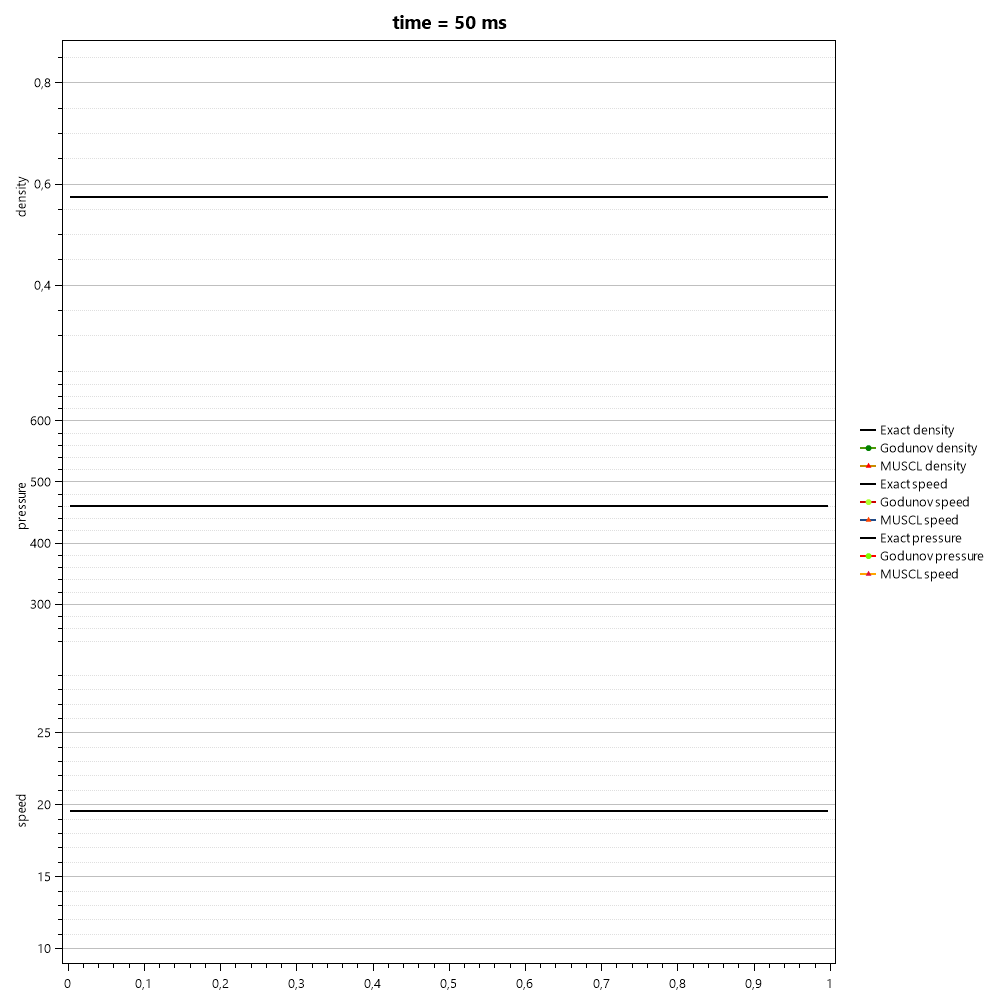 time = 50 ms
0,8
0,6
0,4
density
600
500
400
300
pressure
25
20
15
10
speed
0 0,1 0,2 0,3 0,4 0,5 0,6 0,7 0,8 0,9 1
Exact density
Godunov density
MUSCL density
Exact speed
Godunov speed
MUSCL speed
Exact pressure
Godunov pressure
MUSCL speed